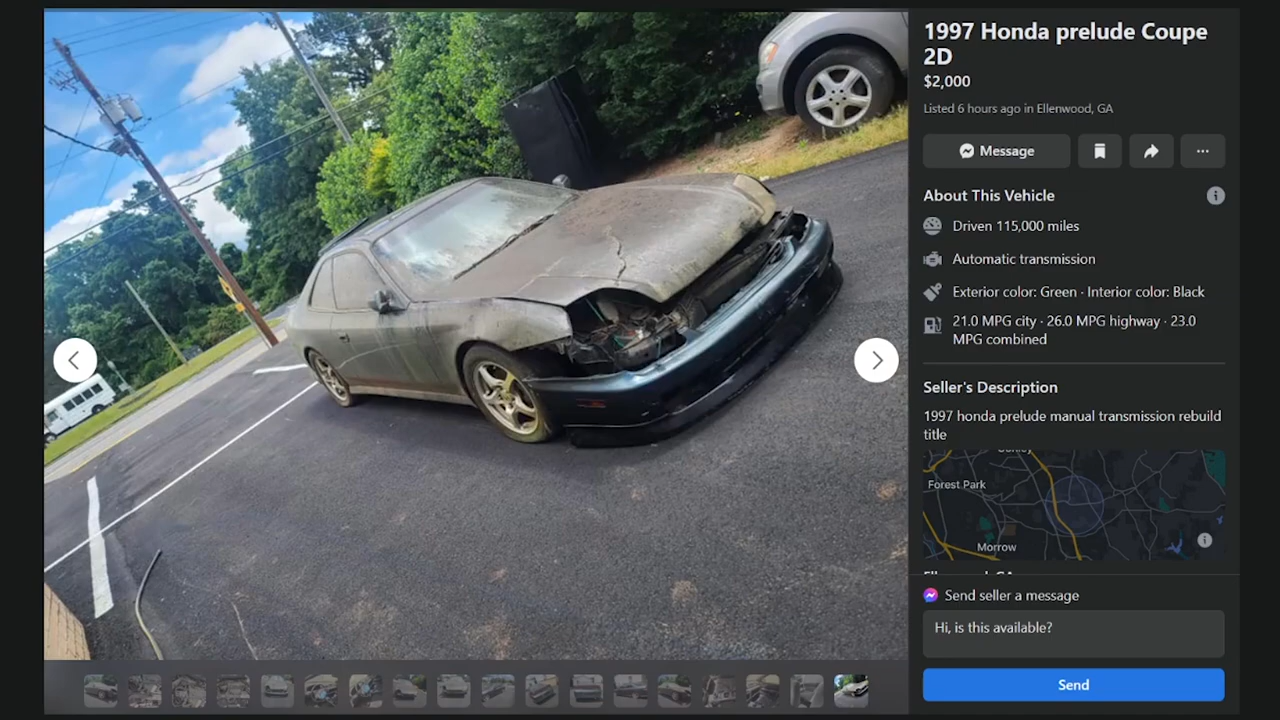 1997 Honda prelude Coupe
2D
$2,000
Listed 6 hours ago in Ellenwood, GA
Message
About This Vehicle
Driven 115,000 miles
Automatic transmission
Exterior color: Green · Interior color: Black
21.0 MPG city · 26.0 MPG highway · 23.0
MPG combined
Seller's Description
1997 honda prelude manual transmission rebuild
title
Forest Park
Morrow
Send seller a message
Hi, is this available?
Send